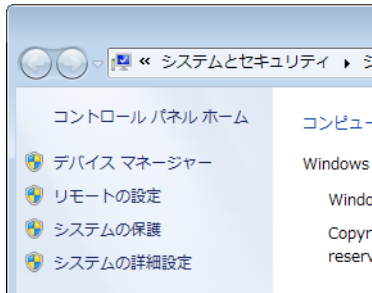 « システムとセキュリティ ▸
コントロール パネル ホーム
デバイス マネージャー
リモートの設定
システムの保護
システムの詳細設定
コンピュー
Windows
Windo
Copyr
reserv